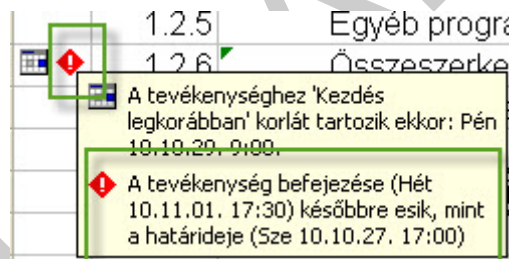 1.2.5 Egyéb progra
1.2.6 Összeszerke
A tevékenységhez 'Kezdés
legkorábban' korlát tartozik ekkor: Pén
10.10.29. 9:00.
A tevékenység befejezése (Hét
10.11.01. 17:30) későbbre esik, mint
a határideje (Sze 10.10.27. 17:00)